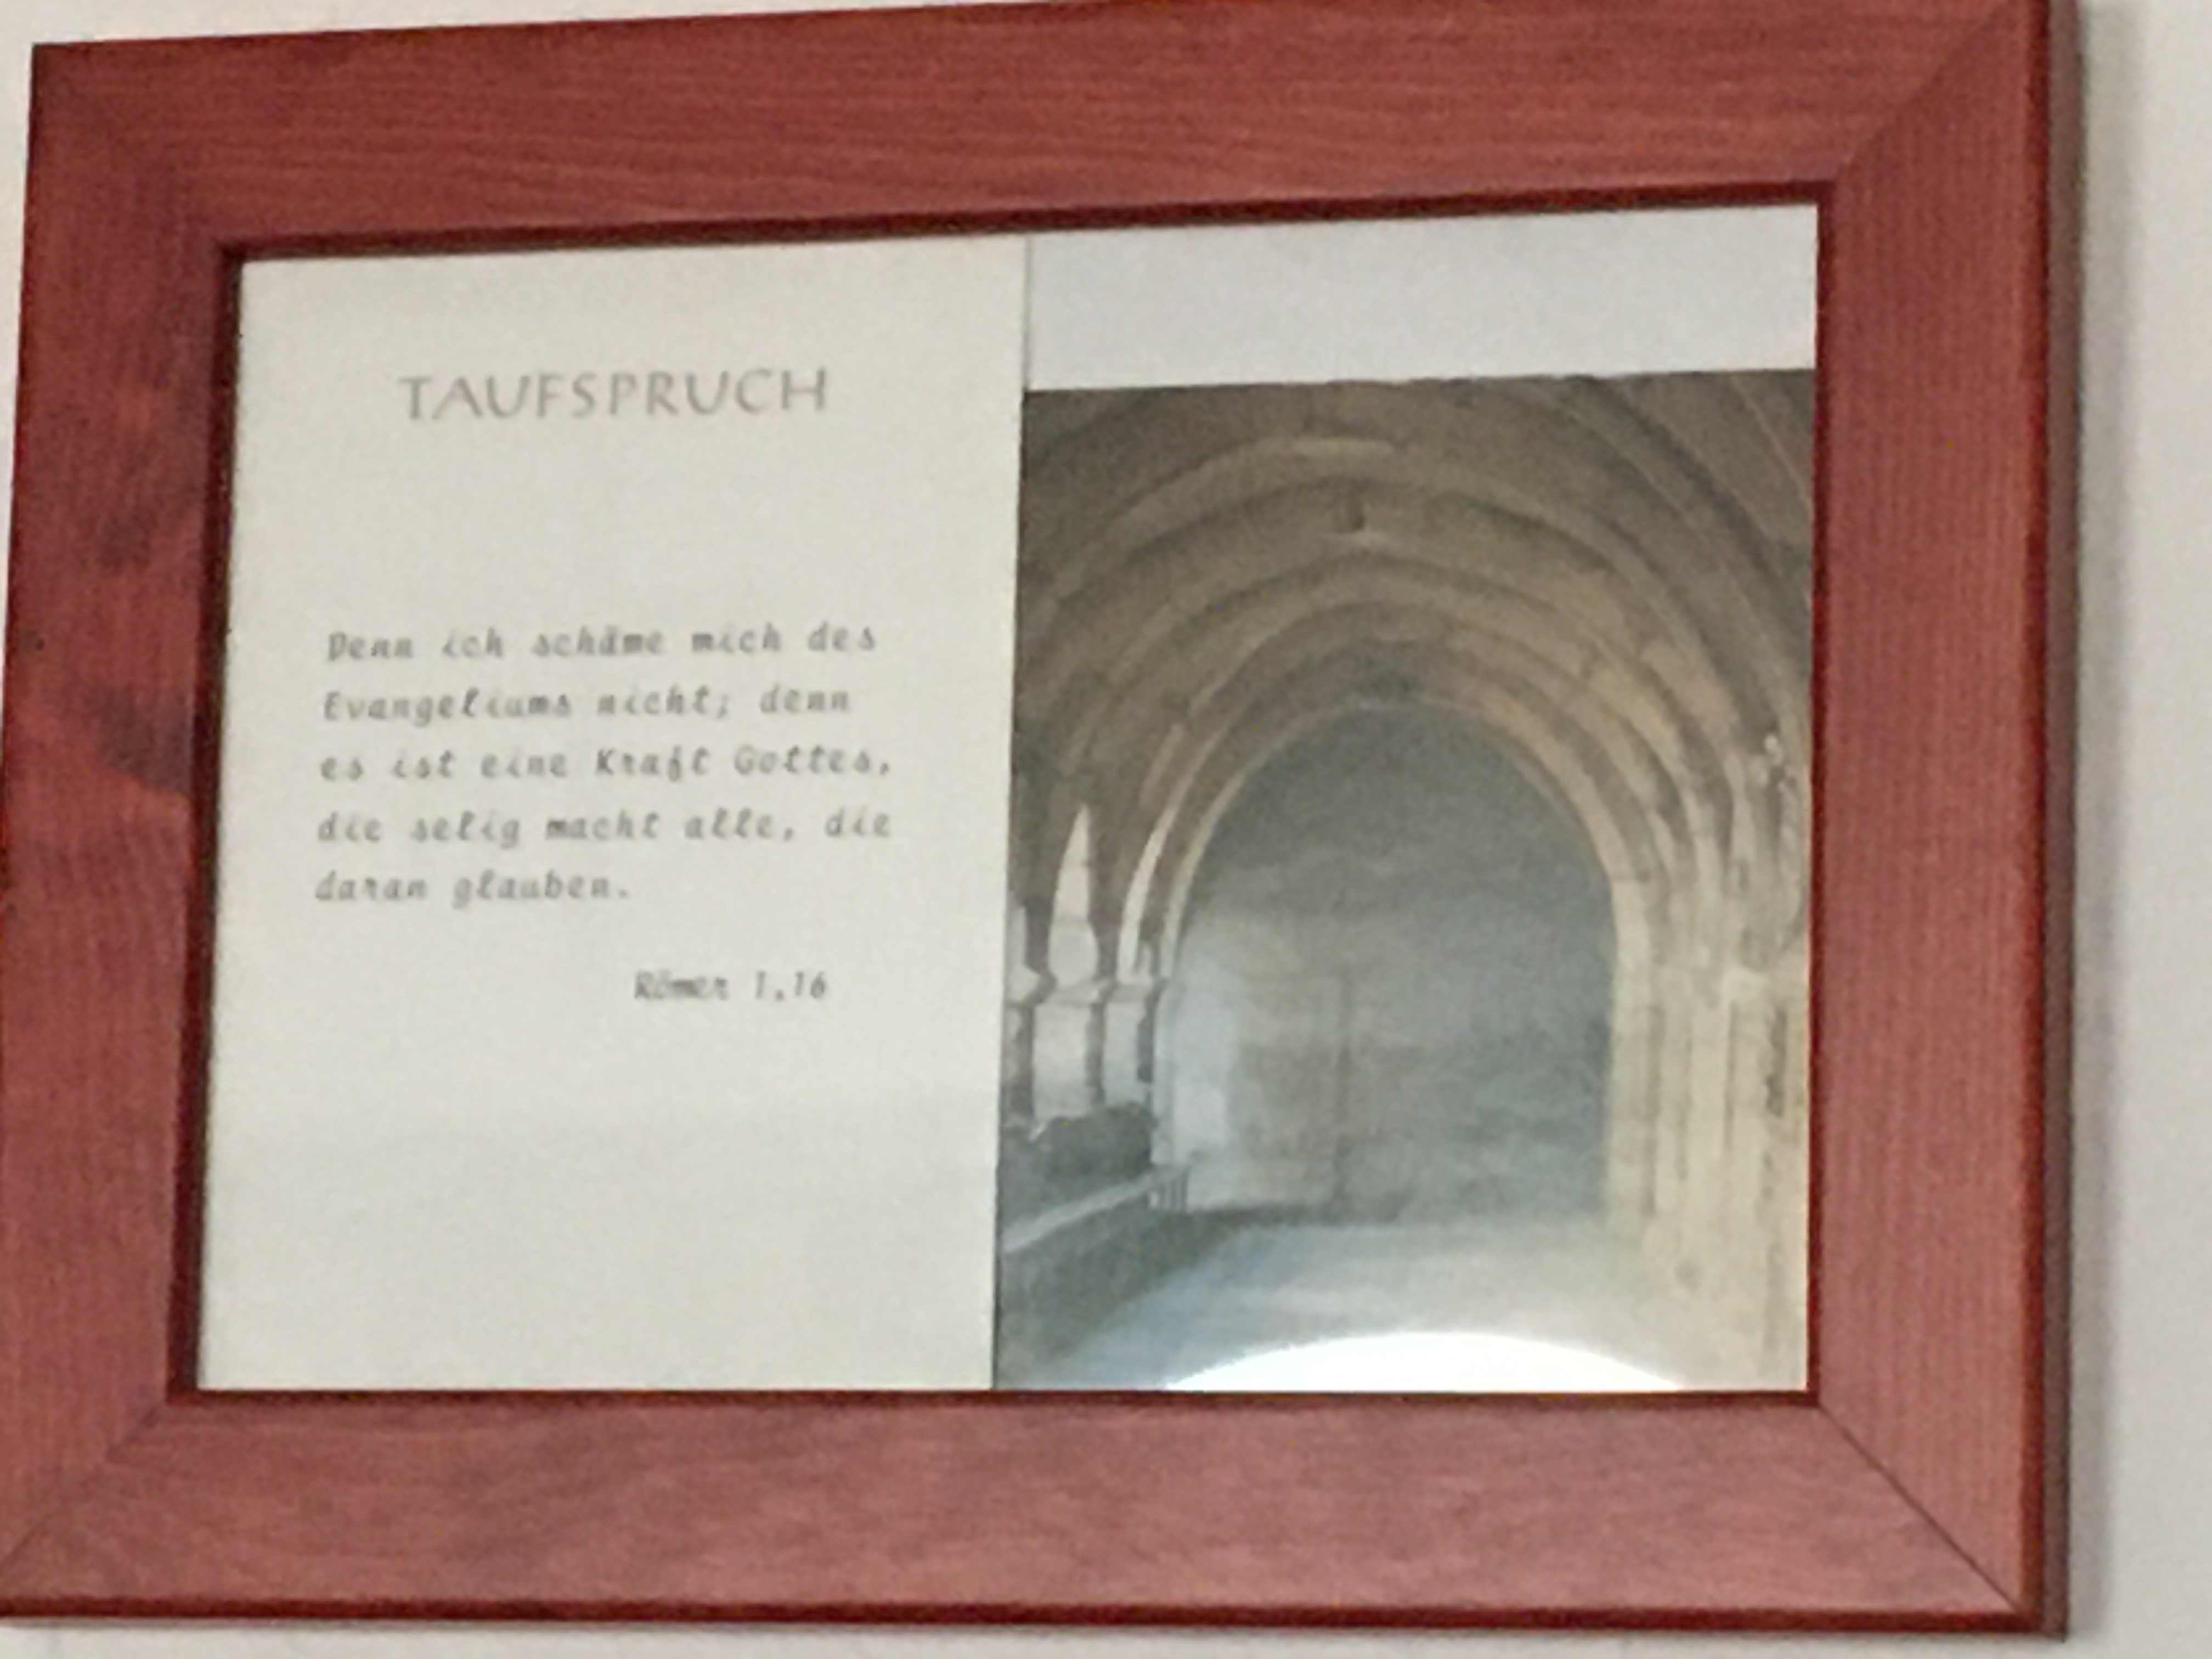 TAUFSPRUCH
Denn ich schäme mich des
Evangeliums nicht; denn
es ist eine Kraft Gottes,
die selig macht alle, die
daran glauben.
Römer 1,16